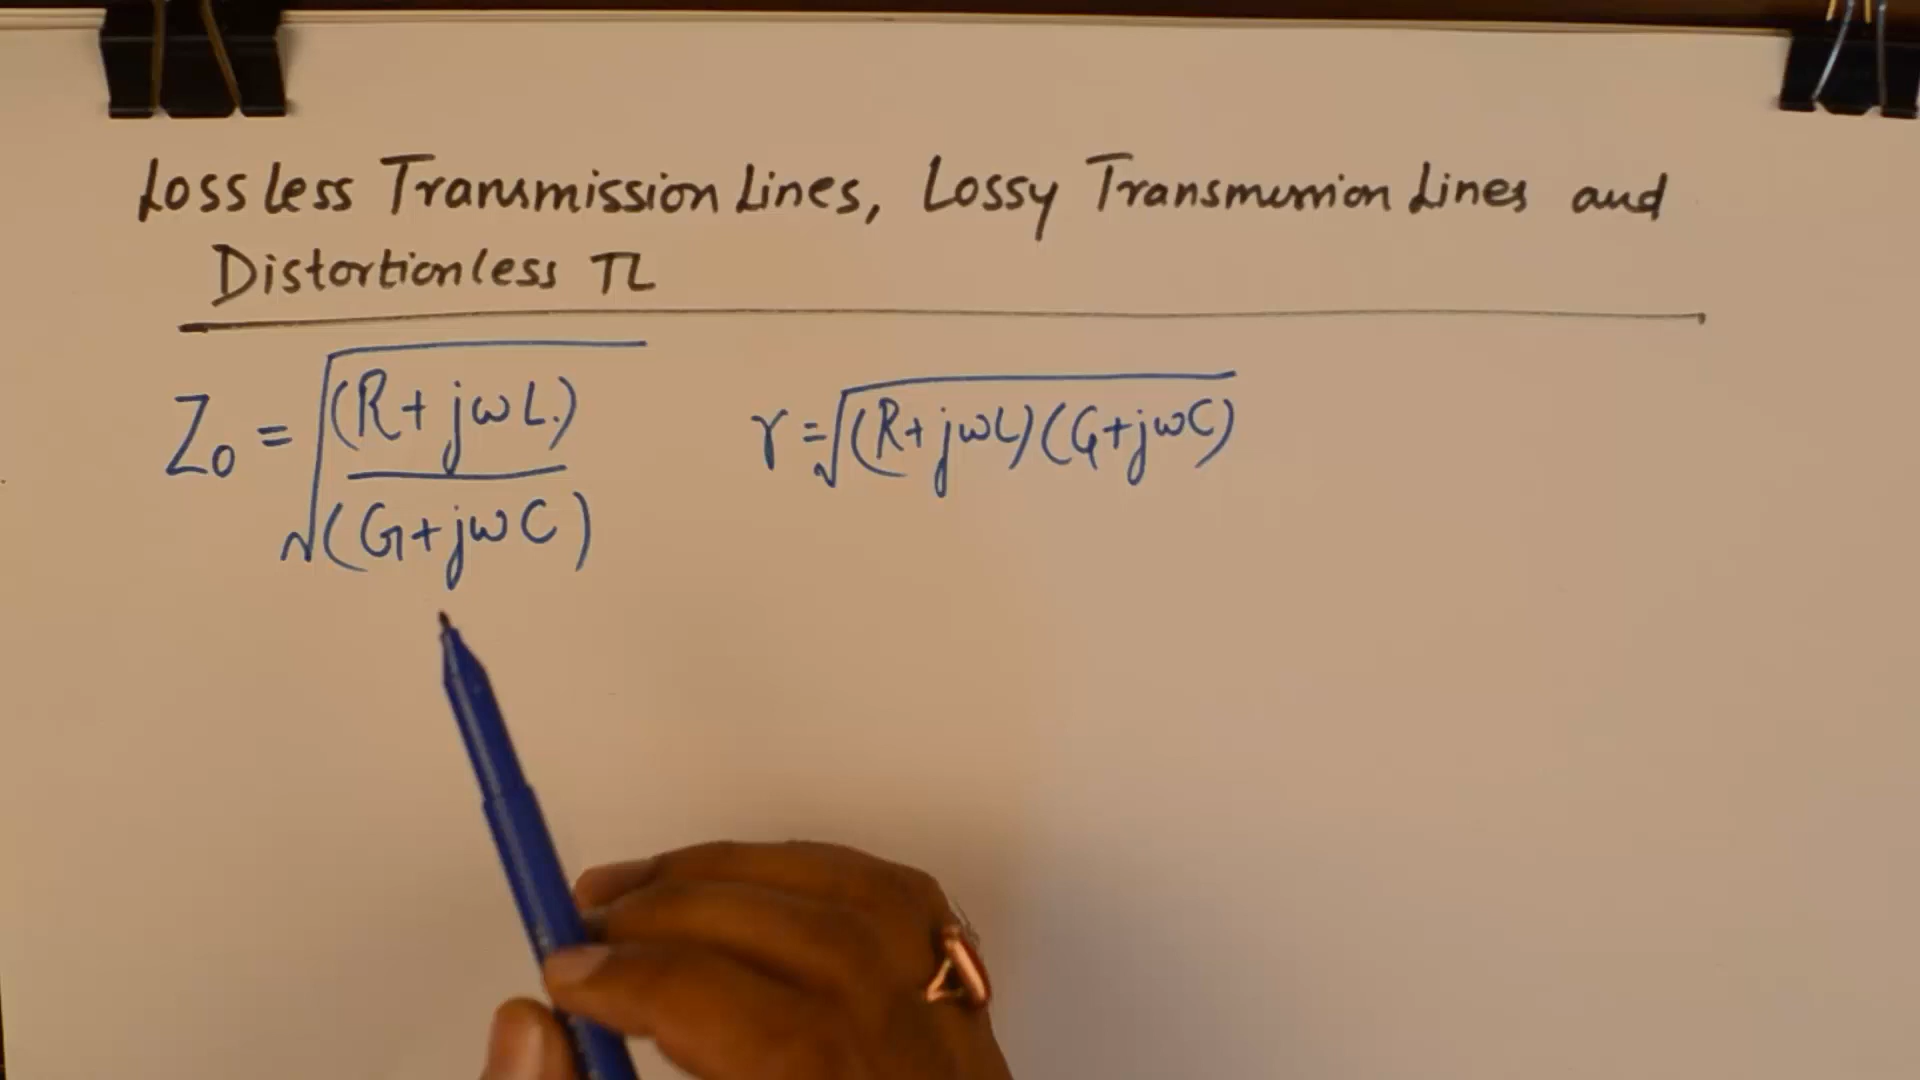 Lossless Transmission Lines, Lossy Transmission Lines and
Distortionless TL
Z₀ = √((R + jωL.) / (G + jωC))
γ = √((R + jωL)(G + jωC))